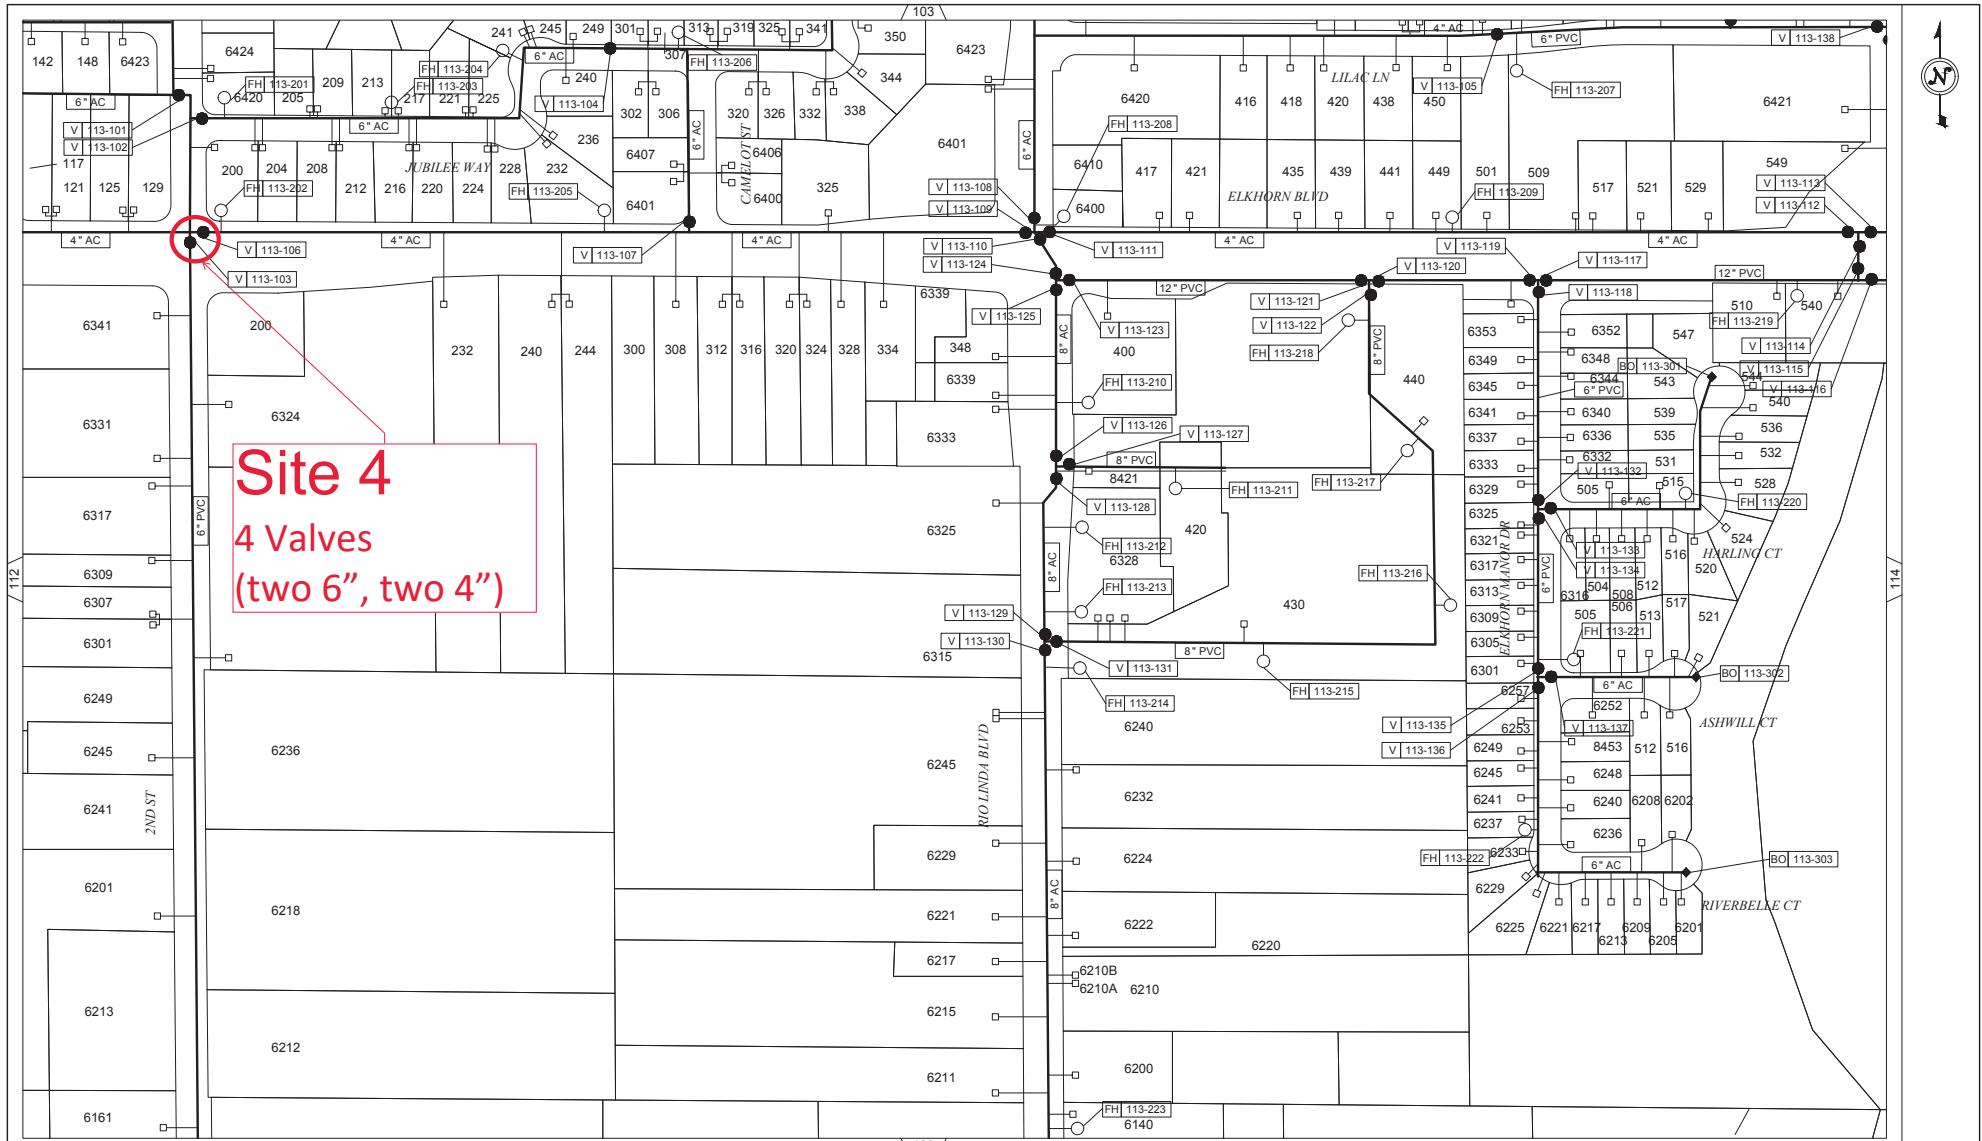 103
142
148
6423
6424
241
245
249
301
307
313
319
325
341
350
6423
344
6" AC
4" AC
6" PVC
V 113-138
6" AC
V 113-101
V 113-102
FH 113-201
6420
205
209
213
FH 113-204
FH 113-203
217
221
225
6" AC
240
V 113-104
236
302
306
FH 113-206
6" AC
320
326
332
338
CAMELOT ST
6407
6406
6401
6400
325
6401
6" AC
117
121
125
129
200
FH 113-202
204
208
212
216
220
224
228
232
JUBILEE WAY
FH 113-205
V 113-108
V 113-109
FH 113-208
6420
6410
6400
416
418
420
438
450
LILAC LN
V 113-105
FH 113-207
6421
417
421
435
439
441
449
501
509
FH 113-209
ELKHORN BLVD
517
521
529
549
V 113-113
V 113-112
4" AC
V 113-106
V 113-103
4" AC
V 113-107
4" AC
V 113-110
V 113-124
V 113-111
4" AC
V 113-119
V 113-117
4" AC
V 113-120
12" PVC
12" PVC
V 113-118
V 113-121
V 113-122
V 113-125
V 113-123
FH 113-218
8" AC
8" PVC
400
440
FH 113-210
V 113-126
V 113-127
8" PVC
8421
FH 113-211
FH 113-217
V 113-128
420
FH 113-212
6328
FH 113-213
FH 113-216
430
8" AC
V 113-129
V 113-130
V 113-131
8" PVC
FH 113-215
FH 113-214
6341
6331
6317
6309
6307
6301
6249
6245
6241
6201
6213
6161
112
2ND ST
6" PVC
200
6324
232
240
244
300
308
312
316
320
324
328
334
6339
348
6339
6333
6325
6315
Site 4
4 Valves
(two 6”, two 4”)
6236
6218
6212
6245
6229
6221
6217
6215
6211
RIO LINDA BLVD
8" AC
6240
6232
6224
6222
6220
6210B
6210A
6210
6200
FH 113-223
6140
6353
6349
6345
6341
6337
6333
6329
6325
6321
6317
6313
6309
6305
6301
6257
6253
6249
6245
6241
6237
6233
6229
6225
ELKHORN MANOR DR
6" PVC
6" PVC
6352
6348
6344
6340
6336
6332
505
547
BO 113-301
543
539
535
531
515
V 113-132
6" AC
510
540
FH 113-219
V 113-114
V 113-115
V 113-116
544
540
536
532
528
FH 113-220
524
HARLING CT
V 113-133
V 113-134
516
520
504
508
512
6316
505
506
513
517
521
FH 113-221
6" AC
BO 113-302
ASHWILL CT
6252
V 113-137
V 113-135
V 113-136
8453
512
516
6248
6240
6236
6208
6202
FH 113-222
6" AC
BO 113-303
RIVERBELLE CT
6221
6217
6213
6209
6205
6201
114
N